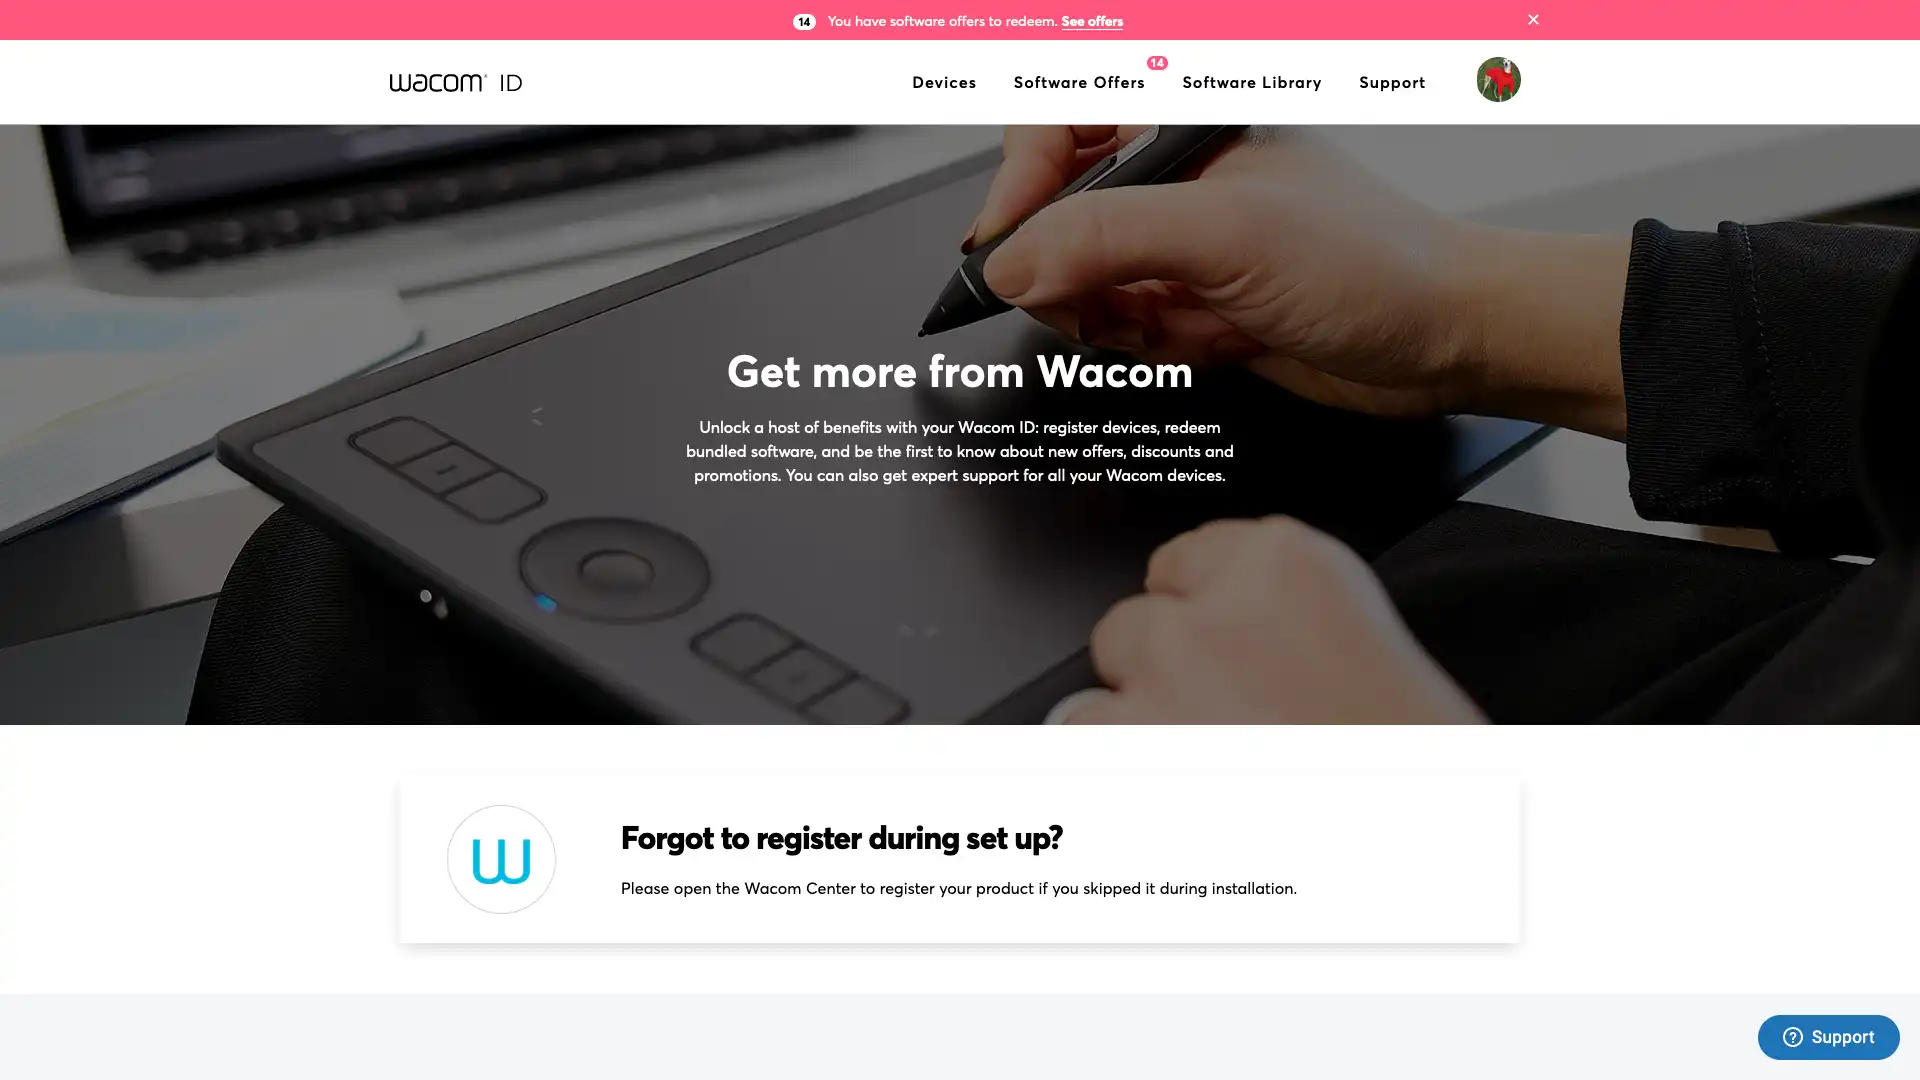 14 You have software offers to redeem. See offers
wacom ID
Devices
Software Offers
14
Software Library
Support
Get more from Wacom
Unlock a host of benefits with your Wacom ID: register devices, redeem
bundled software, and be the first to know about new offers, discounts and
promotions. You can also get expert support for all your Wacom devices.
Forgot to register during set up?
Please open the Wacom Center to register your product if you skipped it during installation.
Support